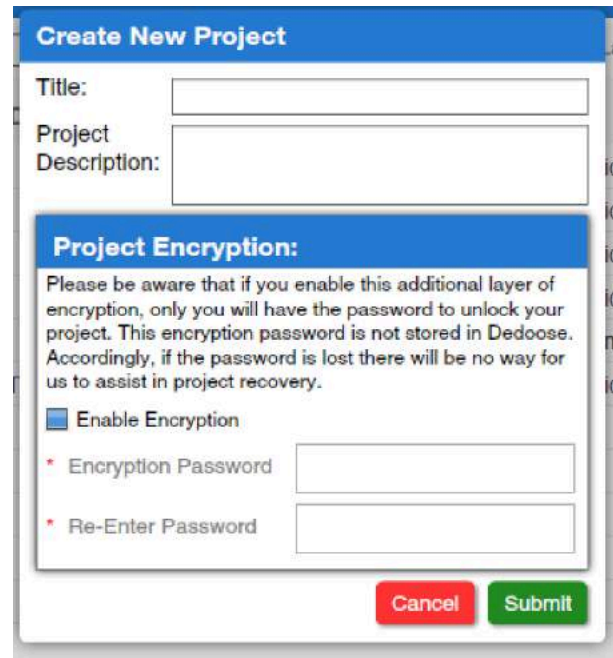 Create New Project
Title:
Project
Description:
Project Encryption:
Please be aware that if you enable this additional layer of
encryption, only you will have the password to unlock your
project. This encryption password is not stored in Dedoose.
Accordingly, if the password is lost there will be no way for
us to assist in project recovery.
Enable Encryption
* Encryption Password
* Re-Enter Password
Cancel Submit